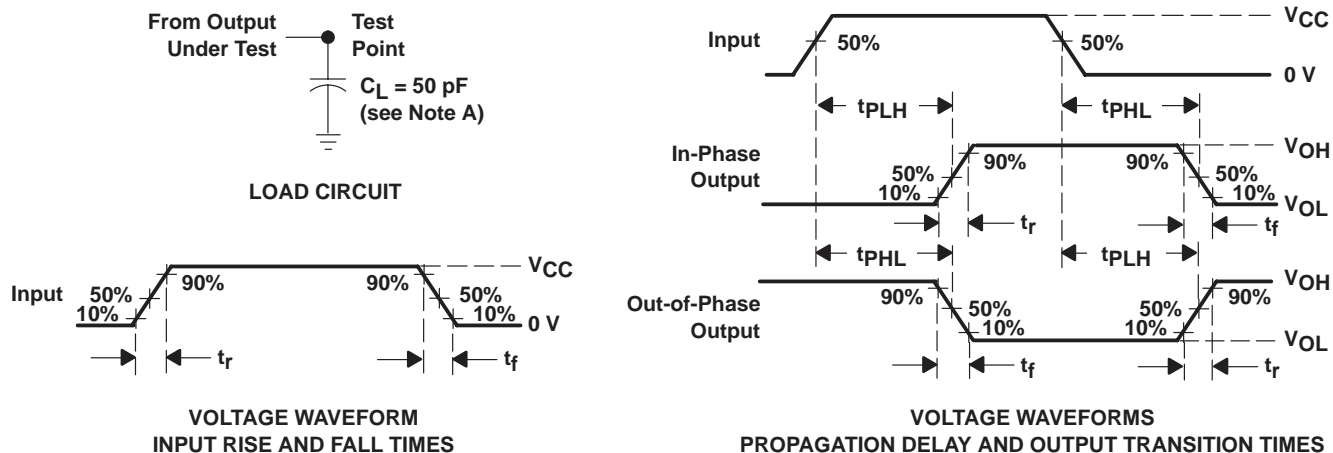 From Output
Under Test
Test
Point
CL = 50 pF
(see Note A)
LOAD CIRCUIT
Input
50%
10%
90%
90%
50%
10%
VCC
0 V
tr
tf
VOLTAGE WAVEFORM
INPUT RISE AND FALL TIMES
Input
50%
50%
VCC
0 V
tPLH
tPHL
In-Phase
Output
50%
10%
90%
90%
50%
10%
VOH
VOL
tr
tf
tPHL
tPLH
Out-of-Phase
Output
90%
50%
10%
50%
10%
90%
VOH
VOL
tf
tr
VOLTAGE WAVEFORMS
PROPAGATION DELAY AND OUTPUT TRANSITION TIMES